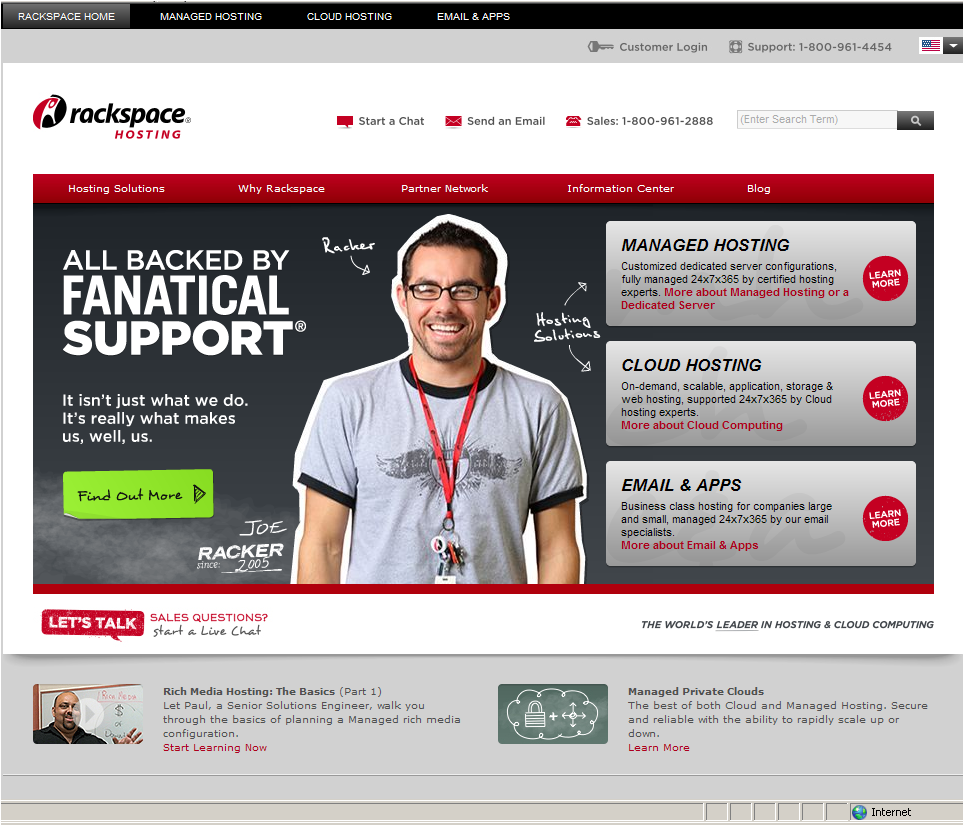 RACKSPACE HOME
MANAGED HOSTING
CLOUD HOSTING
EMAIL & APPS
Customer Login
Support: 1-800-961-4454
rackspace®
HOSTING
Start a Chat
Send an Email
Sales: 1-800-961-2888
(Enter Search Term)
Hosting Solutions
Why Rackspace
Partner Network
Information Center
Blog
ALL BACKED BY
FANATICAL
SUPPORT®
It isn't just what we do.
It's really what makes
us, well, us.
Find Out More
JOE
RACKER
since: 2005
Racker
Hosting
Solutions
MANAGED HOSTING
Customized dedicated server configurations,
fully managed 24x7x365 by certified hosting
experts. More about Managed Hosting or a
Dedicated Server
LEARN
MORE
CLOUD HOSTING
On-demand, scalable, application, storage &
web hosting, supported 24x7x365 by Cloud
hosting experts.
More about Cloud Computing
LEARN
MORE
EMAIL & APPS
Business class hosting for companies large
and small, managed 24x7x365 by our email
specialists.
More about Email & Apps
LEARN
MORE
LET'S TALK
SALES QUESTIONS?
start a Live Chat
THE WORLD'S LEADER IN HOSTING & CLOUD COMPUTING
Rich Media Hosting: The Basics (Part 1)
Let Paul, a Senior Solutions Engineer, walk you
through the basics of planning a Managed rich media
configuration.
Start Learning Now
Managed Private Clouds
The best of both Cloud and Managed Hosting. Secure
and reliable with the ability to rapidly scale up or
down.
Learn More
Internet